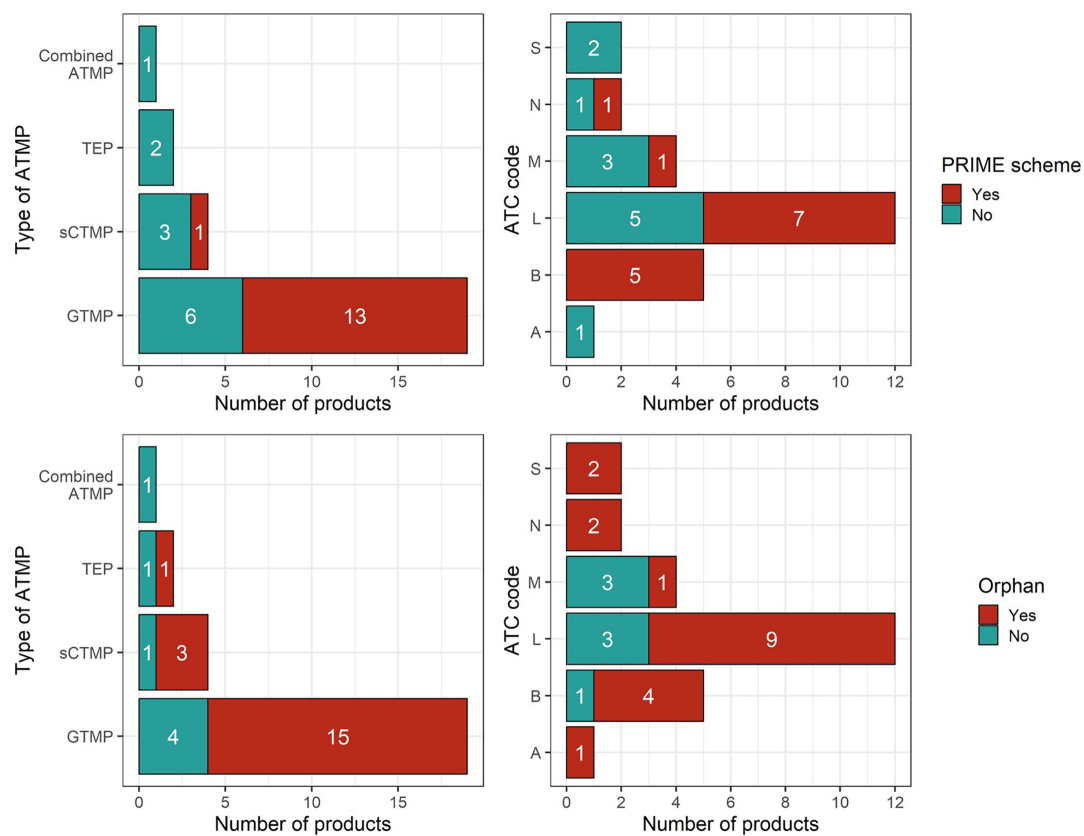 Type of ATMP
Combined
ATMP
1
TEP
2
sCTMP
3 1
GTMP
6 13
0 5 10 15
Number of products
ATC code
S
2
N
1 1
M
3 1
L
5 7
B
5
A
1
0 2 4 6 8 10 12
Number of products
PRIME scheme
Yes
No
Type of ATMP
Combined
ATMP
1
TEP
1 1
sCTMP
1 3
GTMP
4 15
0 5 10 15
Number of products
ATC code
S
2
N
2
M
3 1
L
3 9
B
1 4
A
1
0 2 4 6 8 10 12
Number of products
Orphan
Yes
No